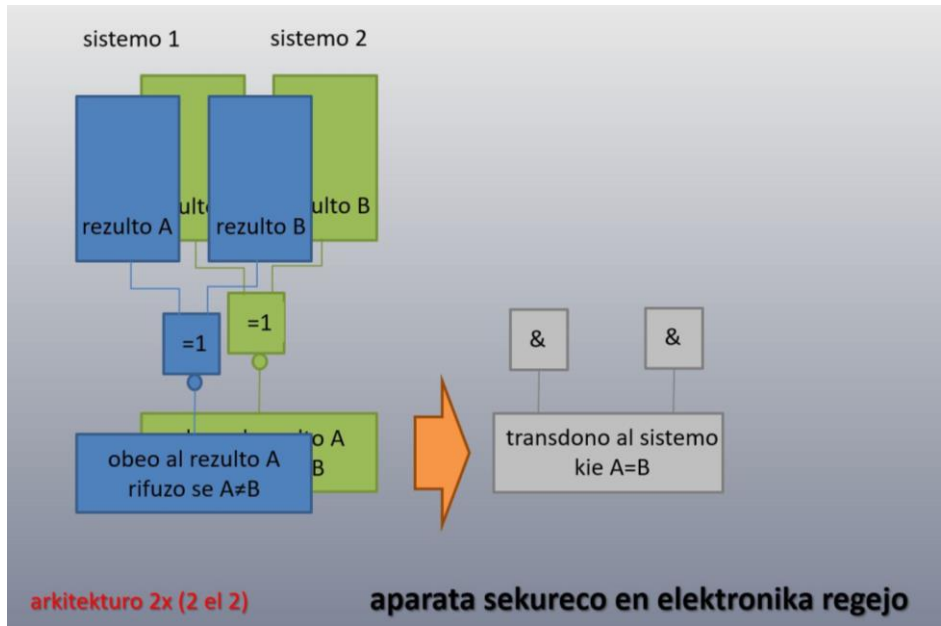 sistemo 1
sistemo 2
rezulto A
rezulto B
ulto B
=1
=1
&
&
obeo al rezulto A
rifuzo se A≠B
transdono al sistemo
kie A=B
arkitekturo 2x (2 el 2)
aparata sekureco en elektronika regejo